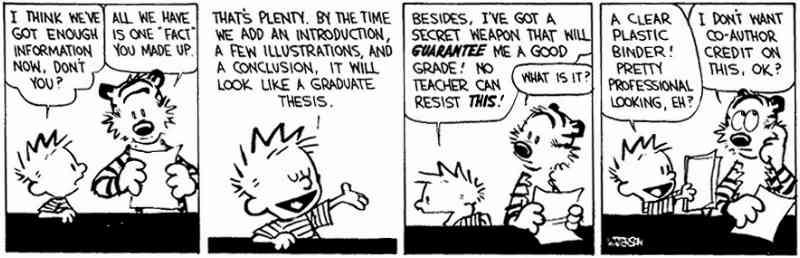 I THINK WE'VE
GOT ENOUGH
INFORMATION
NOW, DON'T
YOU?
ALL WE HAVE
IS ONE "FACT"
YOU MADE UP.
THAT'S PLENTY. BY THE TIME
WE ADD AN INTRODUCTION,
A FEW ILLUSTRATIONS, AND
A CONCLUSION, IT WILL
LOOK LIKE A GRADUATE
THESIS.
BESIDES, I'VE GOT A
SECRET WEAPON THAT WILL
GUARANTEE ME A GOOD
GRADE! NO
TEACHER CAN
RESIST THIS!
WHAT IS IT?
A CLEAR
PLASTIC
BINDER!
PRETTY
PROFESSIONAL
LOOKING, EH?
I DON'T WANT
CO-AUTHOR
CREDIT ON
THIS, OK?